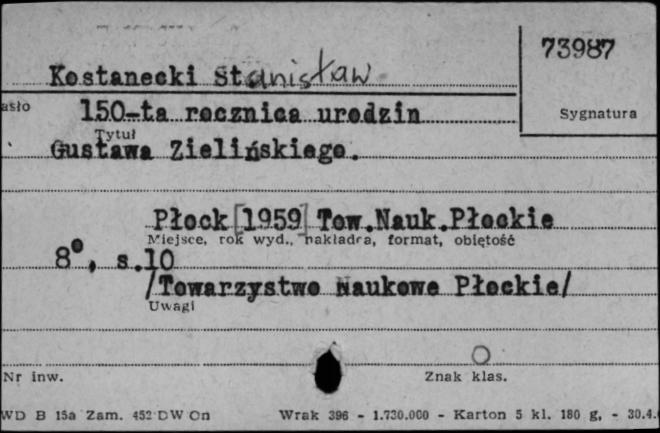 73987
Kostanecki Stanisław
asło
150-ta rocznica urodzin
Sygnatura
Tytuł
Gustawa Zielińskiego.
Płock [1959] Tow.Nauk.Płockie
Miejsce, rok wyd., nakładca, format, objętość
8°, s.10
/Towarzystwo Naukowe Płockie/
Uwagi
Nr inw.
Znak klas.
WD B 15a Zam. 452 DW On Wrak 396 - 1.730.000 - Karton 5 kl. 180 g, - 30.4.